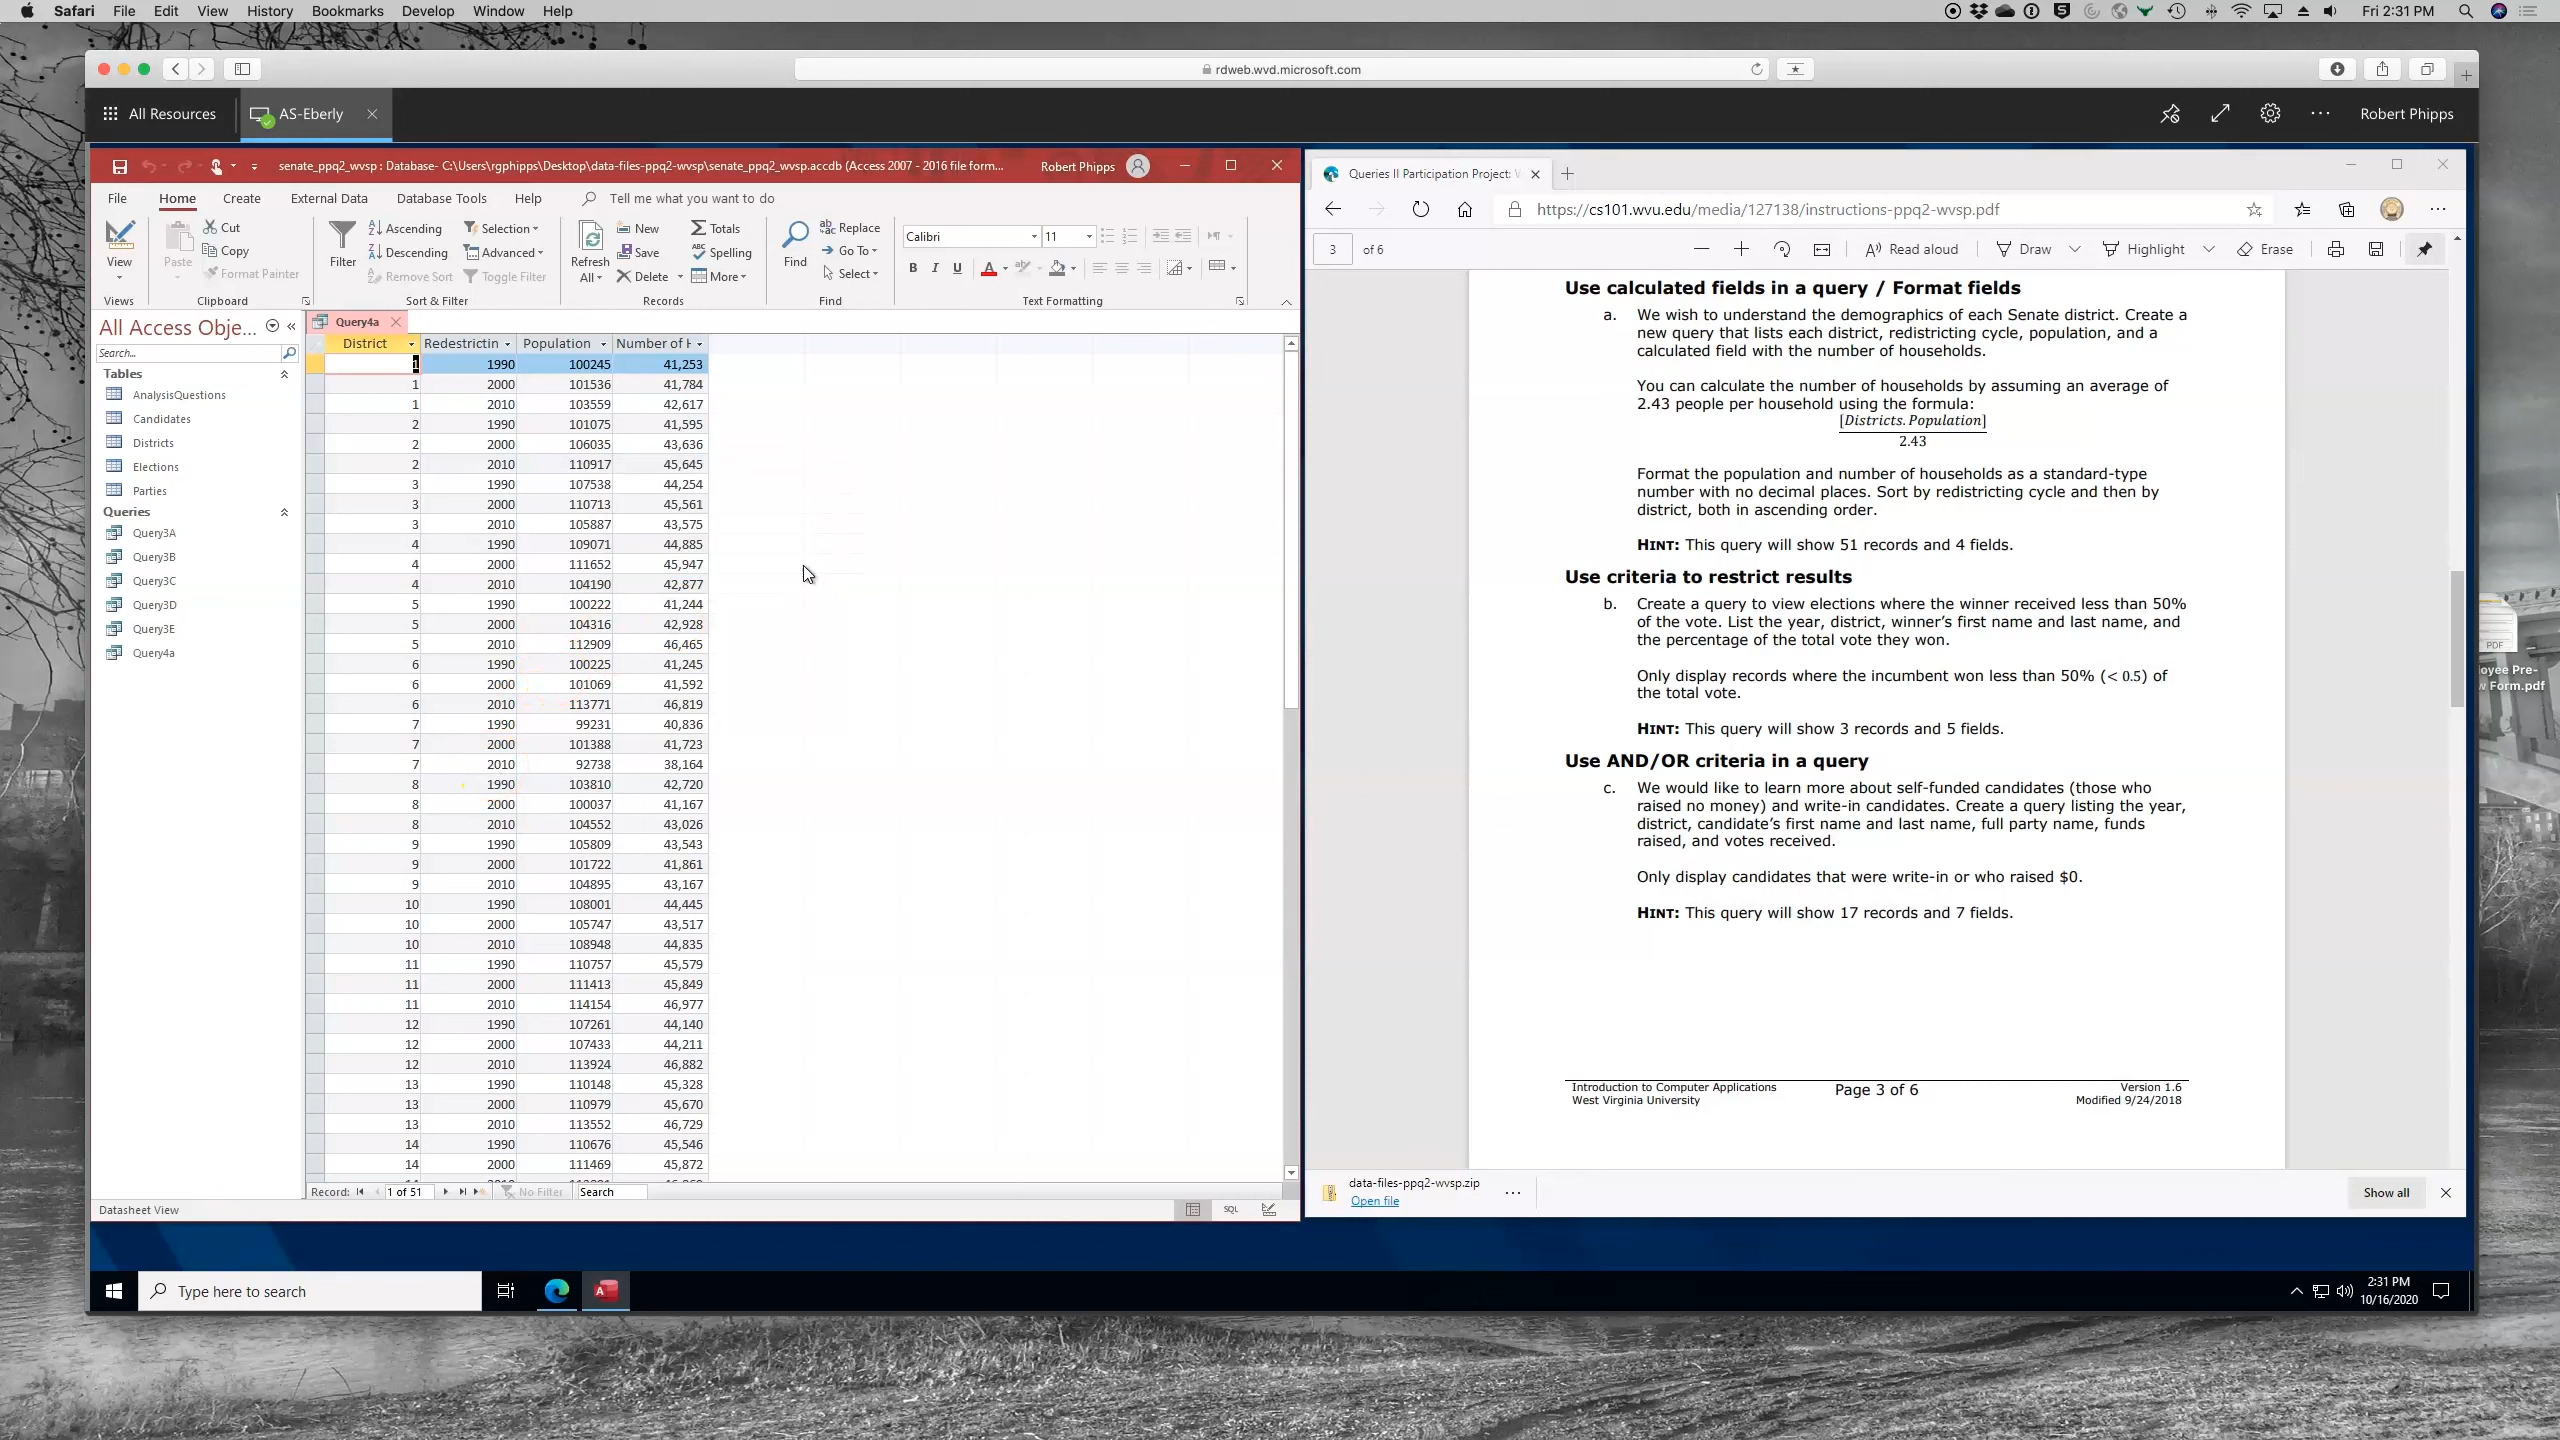 Safari File Edit View History Bookmarks Develop Window Help
Fri 2:31 PM
rdweb.wvd.microsoft.com
All Resources
AS-Eberly
Robert Phipps
senate_ppq2_wvsp : Database- C:\Users\rgphipps\Desktop\data-files-ppq2-wvsp\senate_ppq2_wvsp.accdb (Access 2007 - 2016 file form...
Robert Phipps
File Home Create External Data Database Tools Help Tell me what you want to do
View
Views
Paste
Cut
Copy
Format Painter
Clipboard
Filter
Ascending
Descending
Remove Sort
Selection
Advanced
Toggle Filter
Sort & Filter
Refresh
All
New
Save
Delete
Totals
Spelling
More
Records
Find
Replace
Go To
Select
Find
Calibri 11
B I U A
Text Formatting
All Access Obje...
Search...
Tables
AnalysisQuestions
Candidates
Districts
Elections
Parties
Queries
Query3A
Query3B
Query3C
Query3D
Query3E
Query4a
Query4a
District Redestrictin Population Number of H
1 1990 100245 41,253
1 2000 101536 41,784
1 2010 103559 42,617
2 1990 101075 41,595
2 2000 106035 43,636
2 2010 110917 45,645
3 1990 107538 44,254
3 2000 110713 45,561
3 2010 105887 43,575
4 1990 109071 44,885
4 2000 111652 45,947
4 2010 104190 42,877
5 1990 100222 41,244
5 2000 104316 42,928
5 2010 112909 46,465
6 1990 100225 41,245
6 2000 101069 41,592
6 2010 113771 46,819
7 1990 99231 40,836
7 2000 101388 41,723
7 2010 92738 38,164
8 1990 103810 42,720
8 2000 100037 41,167
8 2010 104552 43,026
9 1990 105809 43,543
9 2000 101722 41,861
9 2010 104895 43,167
10 1990 108001 44,445
10 2000 105747 43,517
10 2010 108948 44,835
11 1990 110757 45,579
11 2000 111413 45,849
11 2010 114154 46,977
12 1990 107261 44,140
12 2000 107433 44,211
12 2010 113924 46,882
13 1990 110148 45,328
13 2000 110979 45,670
13 2010 113552 46,729
14 1990 110676 45,546
14 2000 111469 45,872
Record: 1 of 51 No Filter Search
Datasheet View
SQL
Queries II Participation Project: W
https://cs101.wvu.edu/media/127138/instructions-ppq2-wvsp.pdf
3 of 6
Read aloud Draw Highlight Erase
Use calculated fields in a query / Format fields
a. We wish to understand the demographics of each Senate district. Create a
new query that lists each district, redistricting cycle, population, and a
calculated field with the number of households.
You can calculate the number of households by assuming an average of
2.43 people per household using the formula:
[Districts.Population]
2.43
Format the population and number of households as a standard-type
number with no decimal places. Sort by redistricting cycle and then by
district, both in ascending order.
HINT: This query will show 51 records and 4 fields.
Use criteria to restrict results
b. Create a query to view elections where the winner received less than 50%
of the vote. List the year, district, winner's first name and last name, and
the percentage of the total vote they won.
Only display records where the incumbent won less than 50% (< 0.5) of
the total vote.
HINT: This query will show 3 records and 5 fields.
Use AND/OR criteria in a query
c. We would like to learn more about self-funded candidates (those who
raised no money) and write-in candidates. Create a query listing the year,
district, candidate's first name and last name, full party name, funds
raised, and votes received.
Only display candidates that were write-in or who raised $0.
HINT: This query will show 17 records and 7 fields.
Introduction to Computer Applications
West Virginia University
Page 3 of 6
Version 1.6
Modified 9/24/2018
data-files-ppq2-wvsp.zip
Open file
Show all
PDF
oyee Pre-
w Form.pdf
Type here to search
2:31 PM
10/16/2020